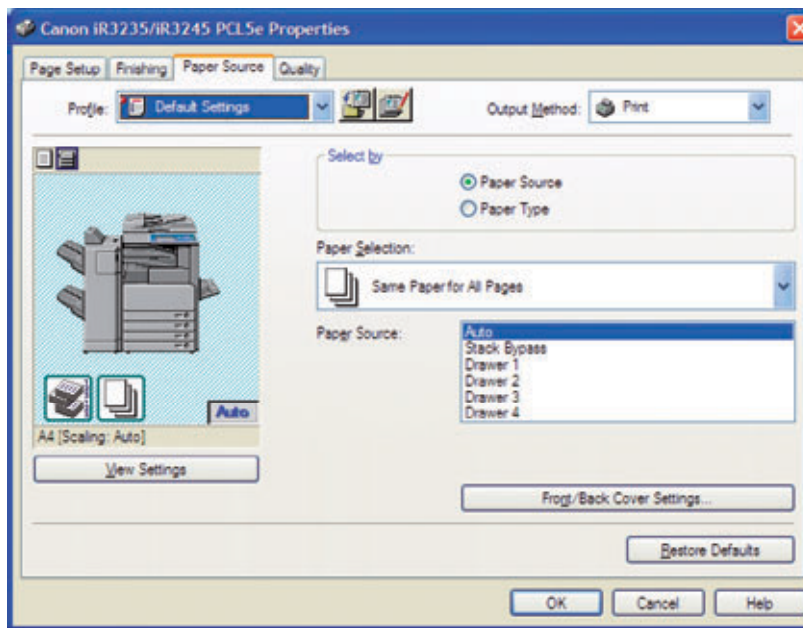 Canon iR3235/iR3245 PCL5e Properties
Page Setup Finishing Paper Source Quality
Profile: Default Settings Output Method: Print
Select by
Paper Source
Paper Type
Paper Selection:
Same Paper for All Pages
Paper Source: Auto
Stack Bypass
Drawer 1
Drawer 2
Drawer 3
Drawer 4
Auto
A4 [Scaling: Auto]
View Settings
Front/Back Cover Settings...
Restore Defaults
OK Cancel Help